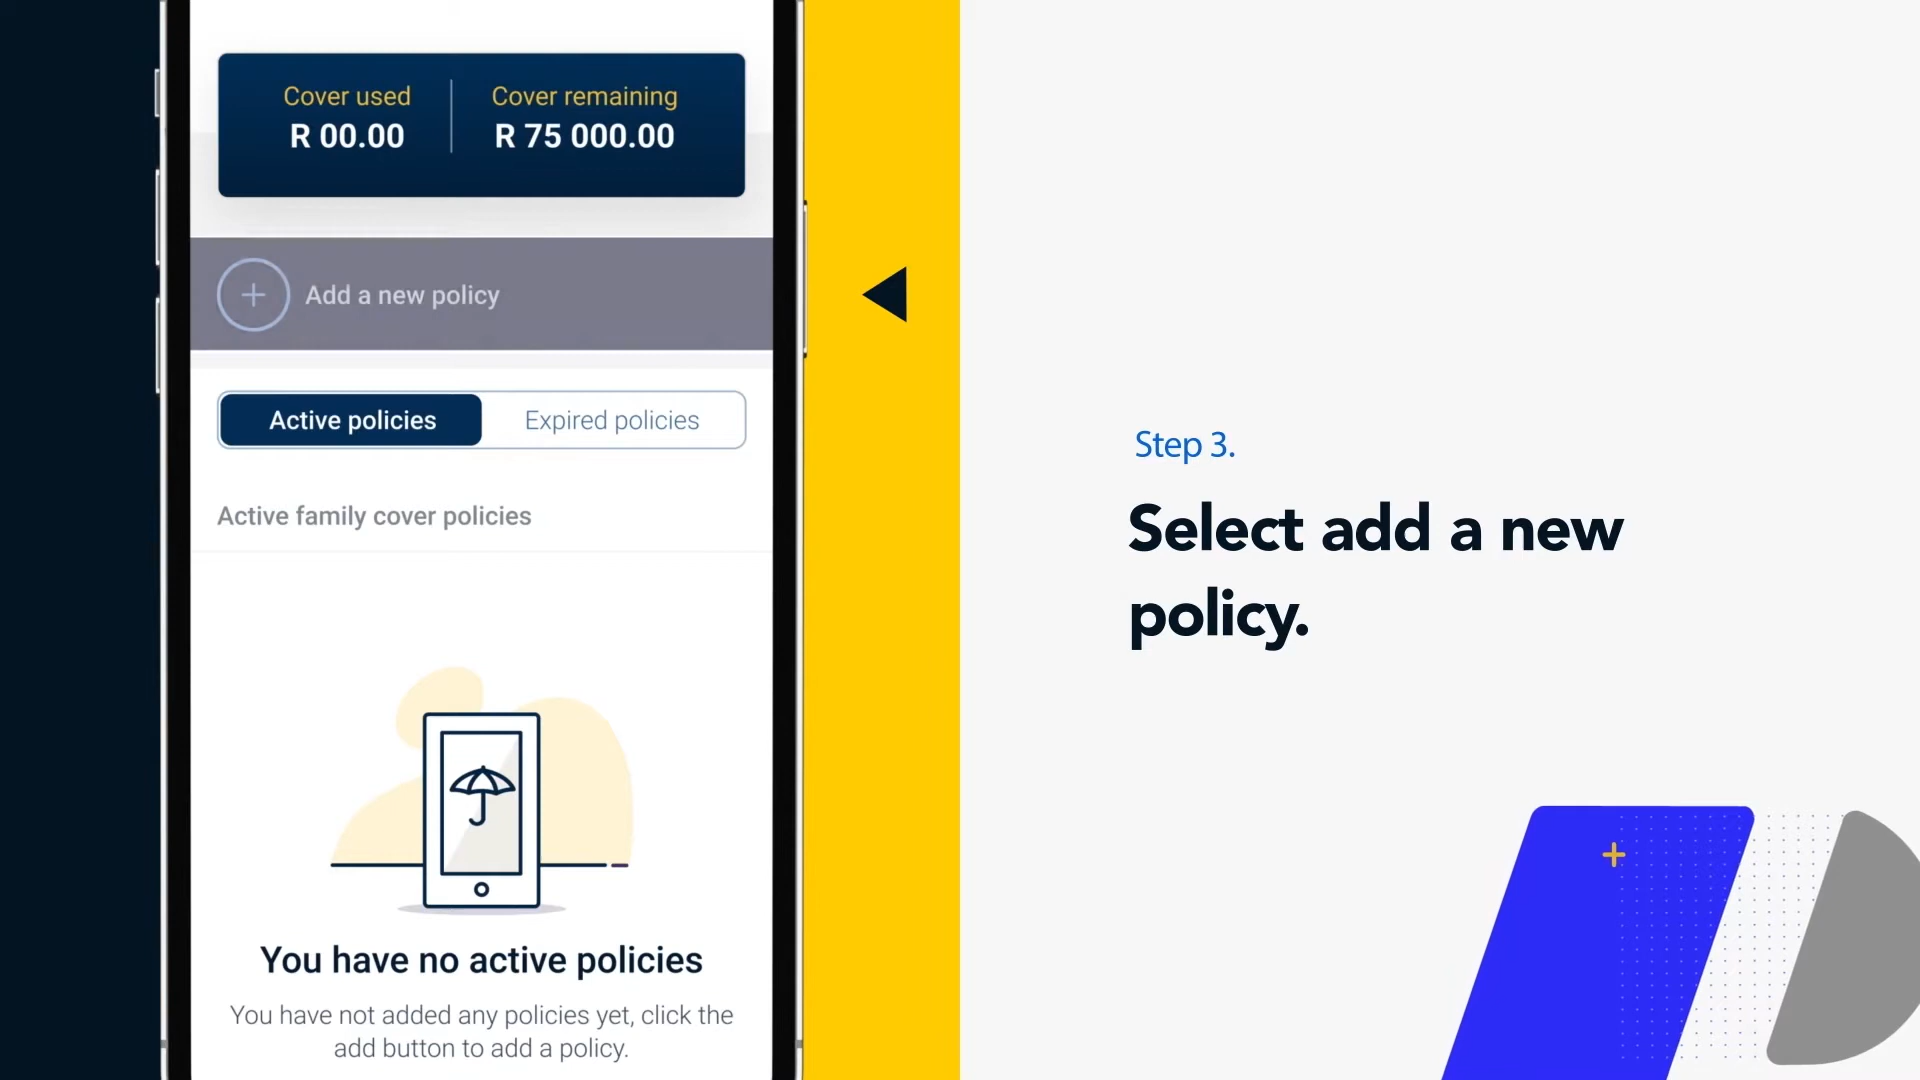 Cover used
R 00.00
Cover remaining
R 75 000.00
Add a new policy
Active policies
Expired policies
Active family cover policies
You have no active policies
You have not added any policies yet, click the
add button to add a policy.
Step 3.
Select add a new
policy.